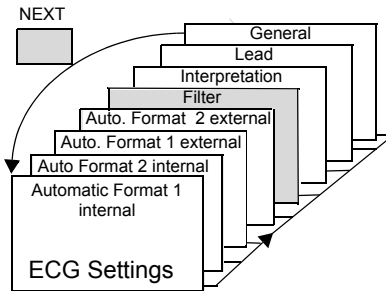 NEXT
General
Lead
Interpretation
Filter
Auto. Format 2 external
Auto. Format 1 external
Auto Format 2 internal
Automatic Format 1
internal
ECG Settings